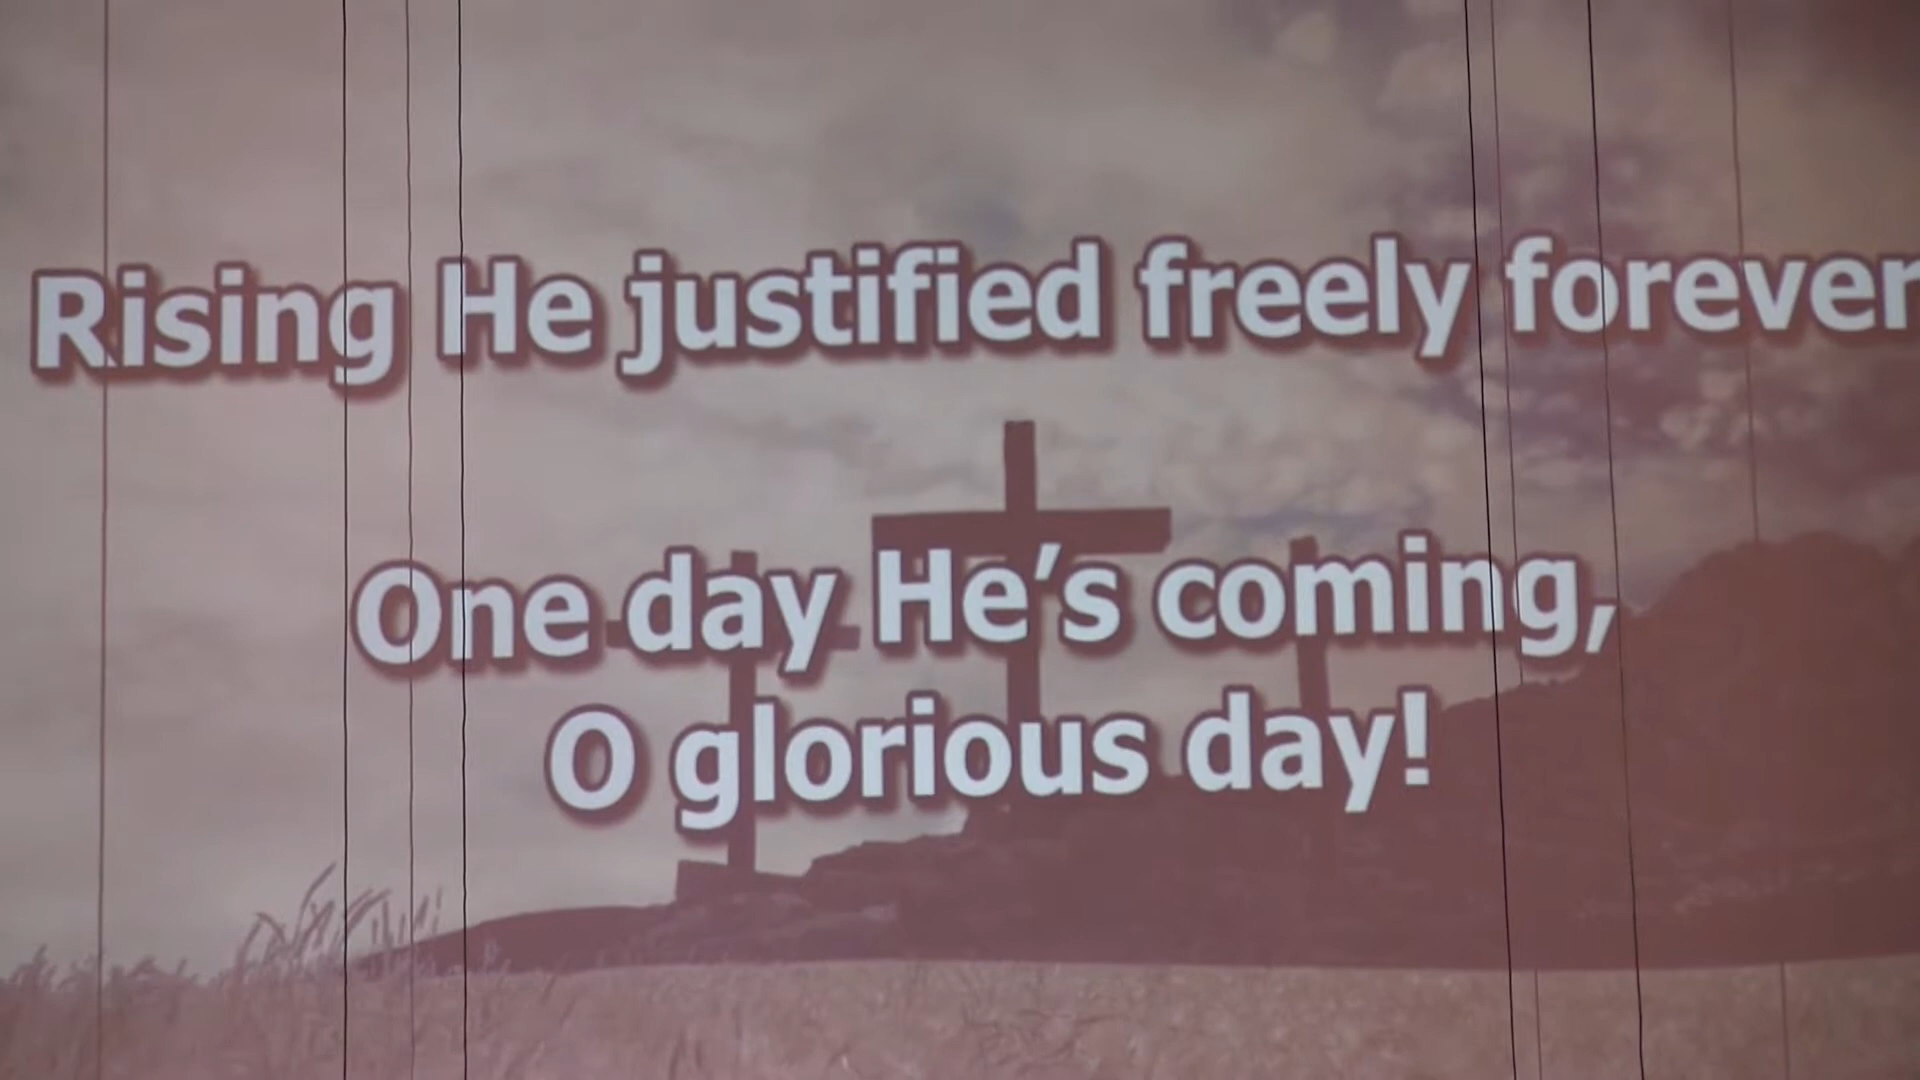 Rising He justified freely forever
One day He's coming,
O glorious day!